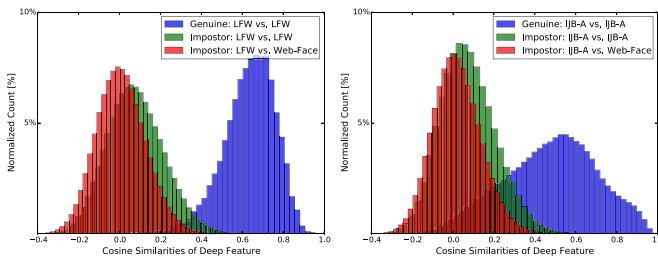 10%
5%
Normalized Count [%]
Genuine: LFW vs, LFW
Impostor: LFW vs, LFW
Impostor: LFW vs, Web-Face
−0.4 −0.2 0.0 0.2 0.4 0.6 0.8 1.0
Cosine Similarities of Deep Feature
10%
5%
Normalized Count [%]
Genuine: IJB-A vs, IJB-A
Impostor: IJB-A vs, IJB-A
Impostor: IJB-A vs, Web-Face
−0.4 −0.2 0.0 0.2 0.4 0.6 0.8 1.0
Cosine Similarities of Deep Feature